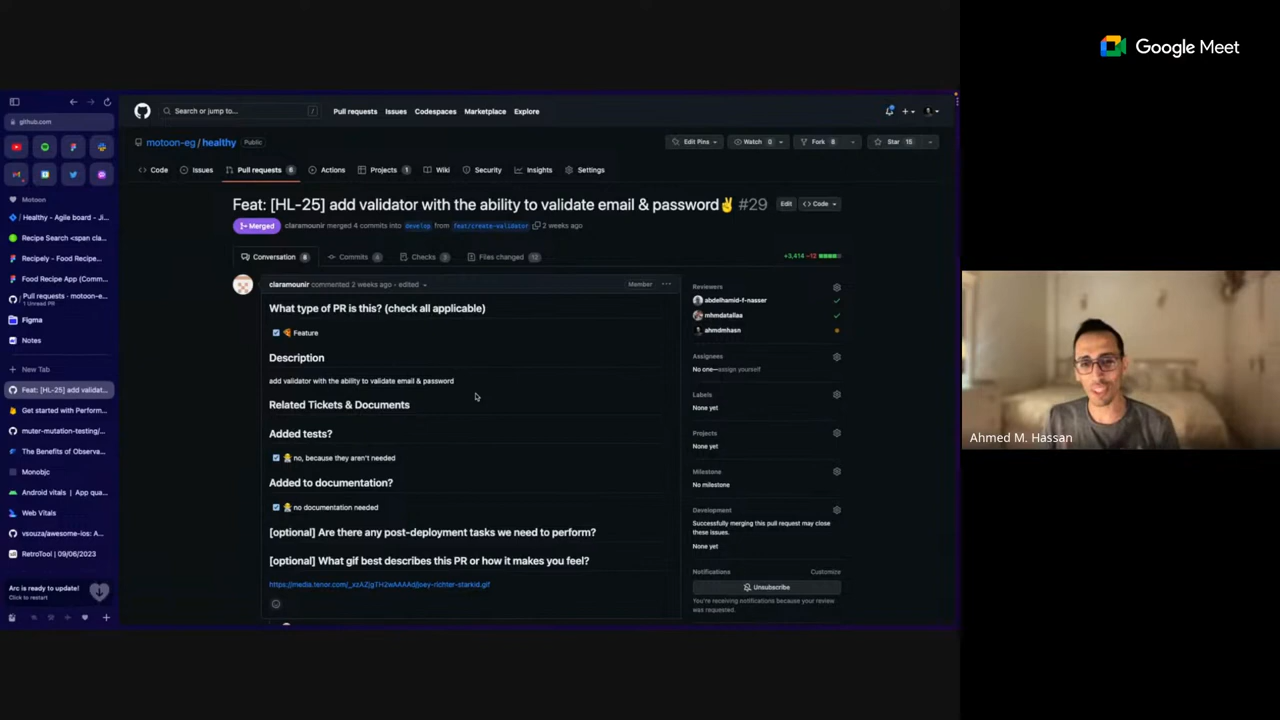 Google Meet
github.com
Search or jump to...
/
Pull requests
Issues
Codespaces
Marketplace
Explore
motoon-eg / healthy
Public
Edit Pins
Watch 0
Fork 8
Star 15
Code
Issues
Pull requests 6
Actions
Projects 1
Wiki
Security
Insights
Settings
Metoon
Healthy - Agile board - Ji...
Recipe Search <span cla...
Recipely - Food Recipe...
Food Recipe App (Comm...
Pull requests · motoon-e...
1 Unread PR
Figma
Notes
New Tab
Feat: [HL-25] add validat...
Get started with Perform...
muter-mutation-testing/...
The Benefits of Observa...
Monobjc
Android vitals | App qua...
Web Vitals
vsouza/awesome-ios: A...
RetroTool | 09/06/2023
Arc is ready to update!
Click to restart
Feat: [HL-25] add validator with the ability to validate email & password✌ #29
Edit
Code
Merged
claramounir merged 4 commits into develop from feat/create-validator 2 weeks ago
Conversation 8
Commits 4
Checks 3
Files changed 12
+3,414 −12
claramounir commented 2 weeks ago · edited
Member
What type of PR is this? (check all applicable)
🍕 Feature
Description
add validator with the ability to validate email & password
Related Tickets & Documents
Added tests?
no, because they aren't needed
Added to documentation?
no documentation needed
[optional] Are there any post-deployment tasks we need to perform?
[optional] What gif best describes this PR or how it makes you feel?
Reviewers
abdelhamid-f-nasser
mhmdatallaa
ahmdmhasn
Assignees
No one—assign yourself
Labels
None yet
Projects
None yet
Milestone
No milestone
Development
Successfully merging this pull request may close
these issues.
None yet
Notifications
Customize
Unsubscribe
You're receiving notifications because your review
was requested.
Ahmed M. Hassan